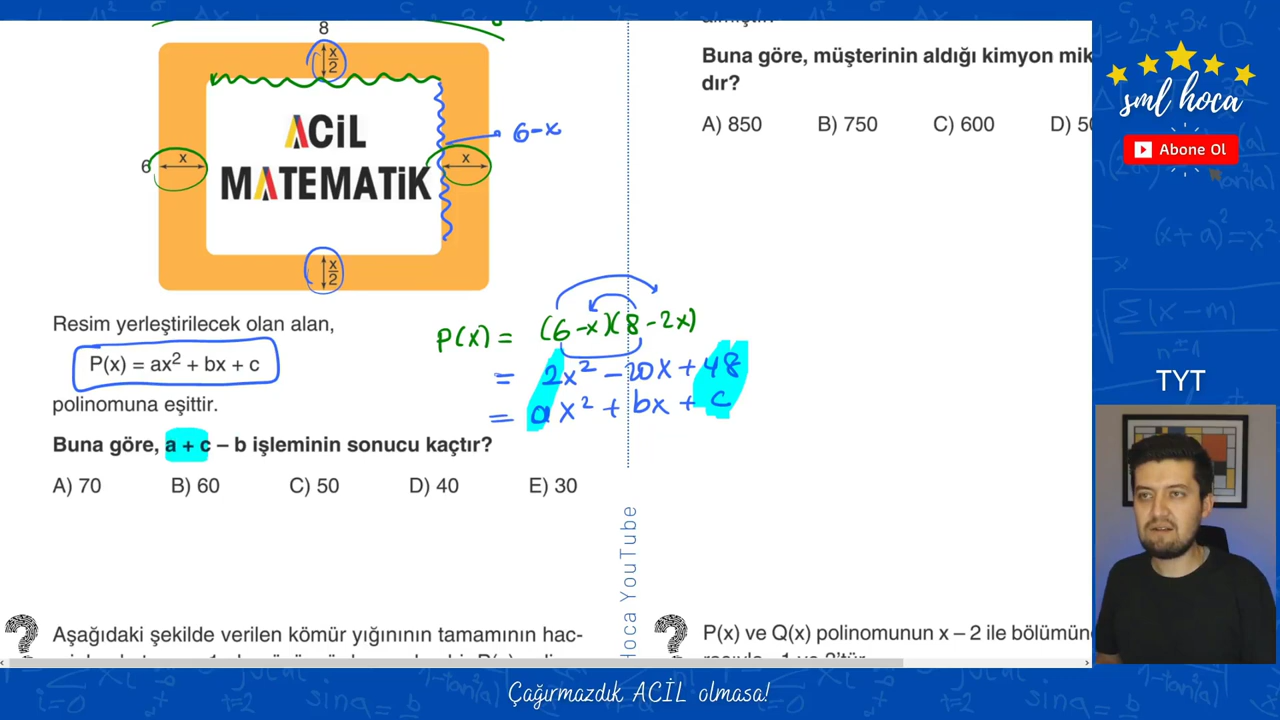 8
x/2
6
x
x
6-x
ACiL
MATEMATiK
x/2
Resim yerleştirilecek olan alan,
P(x) = ax² + bx + c
polinomuna eşittir.
P(x) = (6-x)(8-2x)
= 2x² - 20x + 48
= ax² + bx + c
Buna göre, a + c – b işleminin sonucu kaçtır?
A) 70 B) 60 C) 50 D) 40 E) 30
Aşağıdaki şekilde verilen kömür yığınının tamamının hac-
Hoca YouTube
Buna göre, müşterinin aldığı kimyon mik
dır?
A) 850 B) 750 C) 600 D) 50
P(x) ve Q(x) polinomunun x – 2 ile bölümün
sml hoca
Abone Ol
TYT
Çağırmazdık ACİL olmasa!